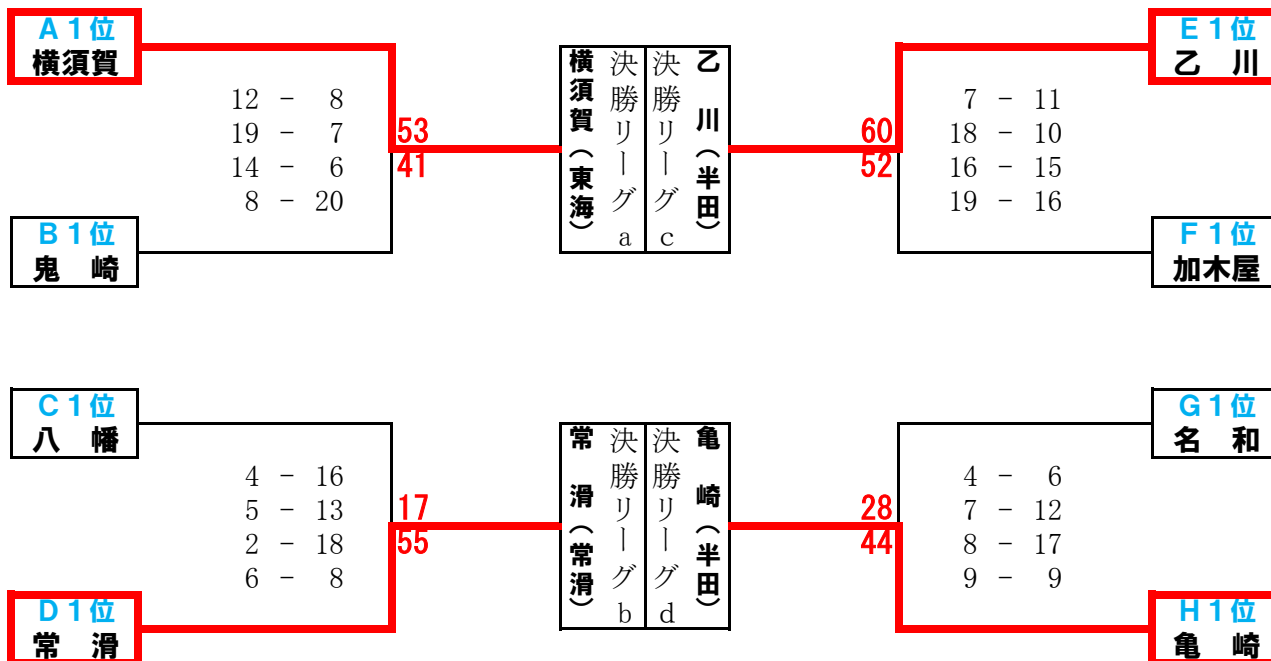 A1位
横須賀
12 - 8
19 - 7
14 - 6
8 - 20
53
41
B1位
鬼 崎
横須賀(東海)
決勝リーグ a
決勝リーグ c
乙 川(半田)
E1位
乙 川
7 - 11
18 - 10
16 - 15
19 - 16
60
52
F1位
加木屋
C1位
八 幡
4 - 16
5 - 13
2 - 18
6 - 8
17
55
D1位
常 滑
常 滑(常滑)
決勝リーグ b
決勝リーグ d
亀 崎(半田)
G1位
名 和
4 - 6
7 - 12
8 - 17
9 - 9
28
44
H1位
亀 崎